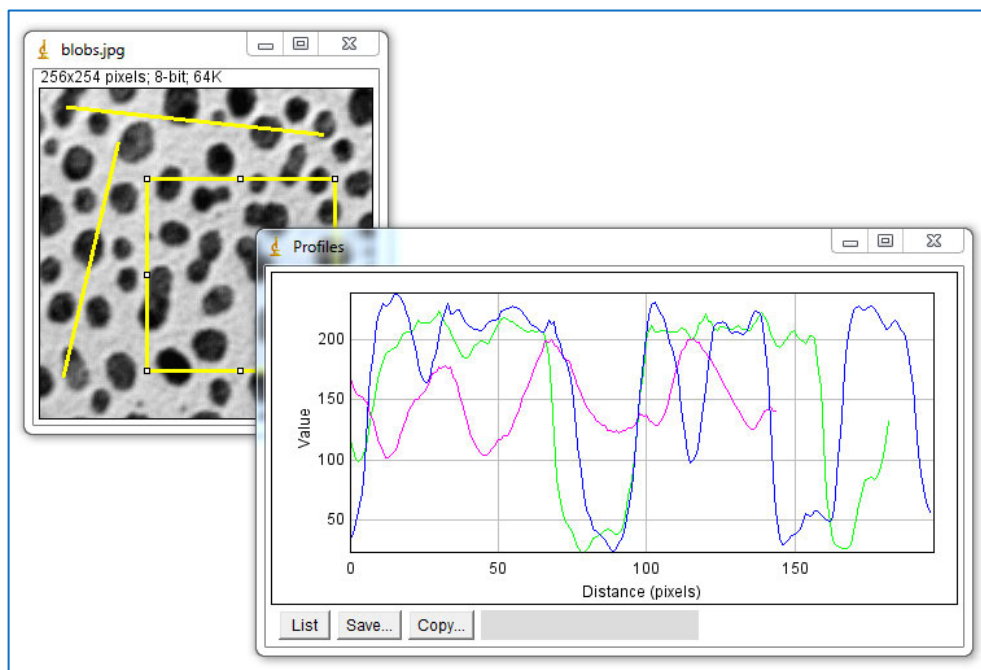 blobs.jpg
256x254 pixels; 8-bit; 64K
Profiles
200
150
100
50
Value
0 50 100 150
Distance (pixels)
List Save... Copy...